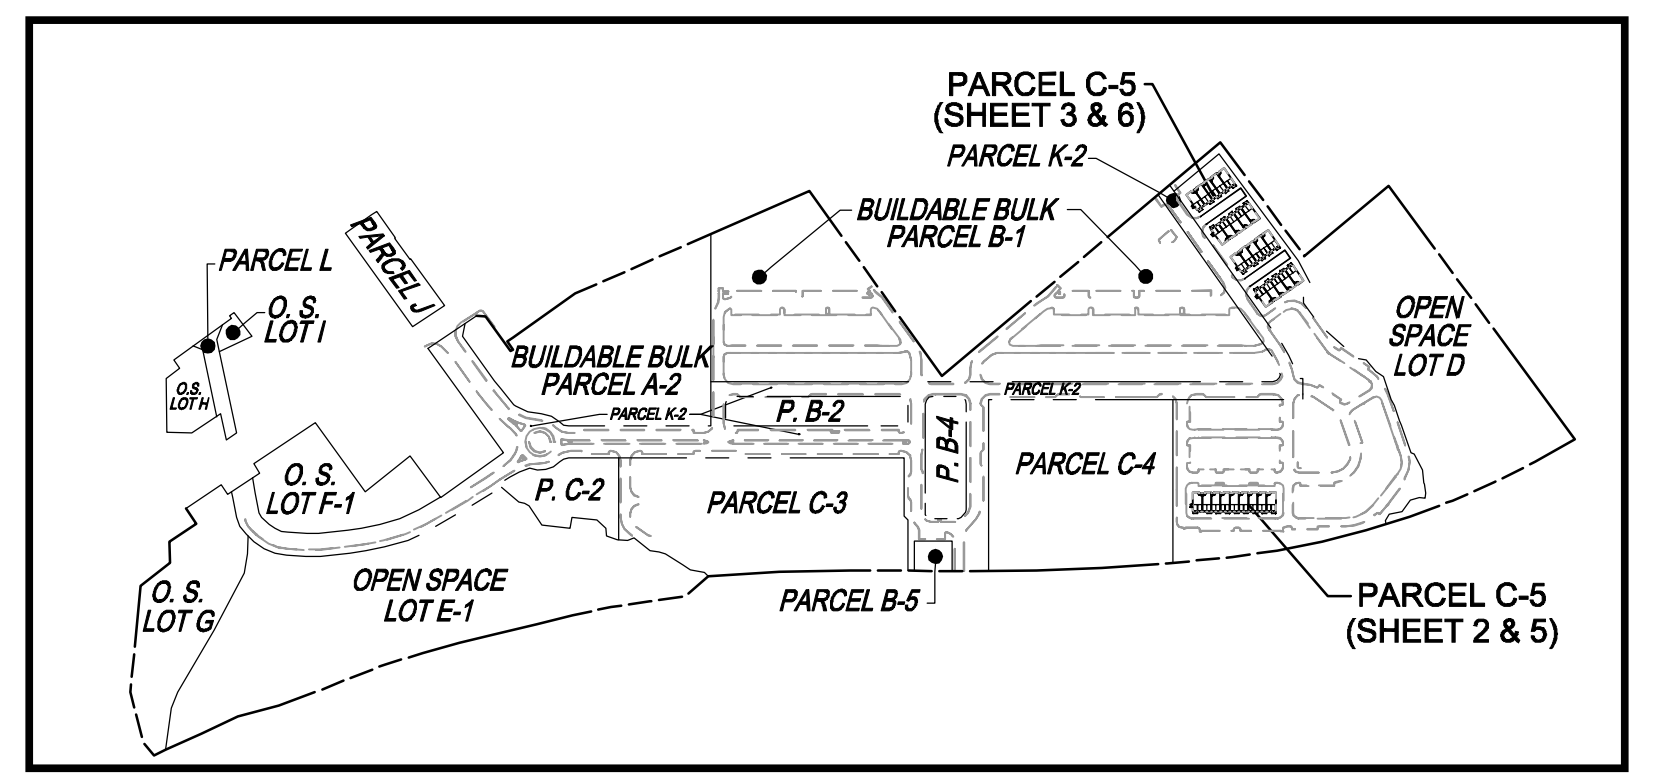 PARCEL C-5
(SHEET 3 & 6)
PARCEL K-2
BUILDABLE BULK
PARCEL B-1
PARCEL J
PARCEL L
O. S.
LOT I
O.S.
LOT H
BUILDABLE BULK
PARCEL A-2
OPEN
SPACE
LOT D
PARCEL K-2
PARCEL K-2
P. B-2
P. B-4
PARCEL C-4
O. S.
LOT F-1
P. C-2
PARCEL C-3
OPEN SPACE
LOT E-1
O. S.
LOT G
PARCEL B-5
PARCEL C-5
(SHEET 2 & 5)